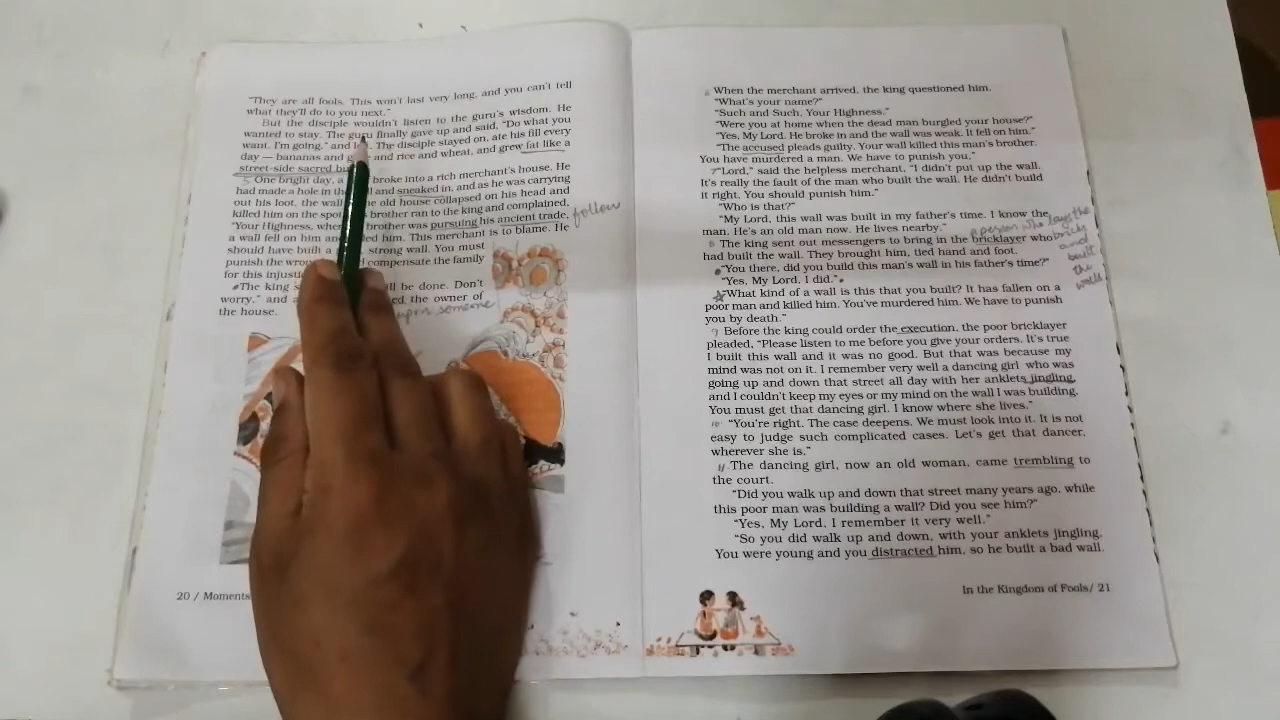 "They are all fools. This won't last very long, and you can't tell
what they'll do to you next."
But the disciple wouldn't listen to the guru's wisdom. He
wanted to stay. The guru finally gave up and said, "Do what you
want. I'm going," and The disciple stayed on, ate his fill every
day — bananas and and rice and wheat, and grew fat like a
street-side sacred
One bright day, a broke into a rich merchant's house. He
had made a hole in and sneaked in, and as he was carrying
out his loot, the wall old house collapsed on his head and
killed him on the spot brother ran to the king and complained,
"Your Highness, brother was pursuing his ancient trade, follow
a wall fell on him and him. This merchant is to blame. He
should have built a strong wall. You must
punish the compensate the family
for this
The king be done. Don't
worry," and the owner of
the house. upon someone
20 / Moments
When the merchant arrived, the king questioned him.
"What's your name?"
"Such and Such, Your Highness."
"Were you at home when the dead man burgled your house?"
"Yes, My Lord. He broke in and the wall was weak. It fell on him."
"The accused pleads guilty. Your wall killed this man's brother.
You have murdered a man. We have to punish you."
7 "Lord," said the helpless merchant, "I didn't put up the wall.
It's really the fault of the man who built the wall. He didn't build
it right. You should punish him."
"Who is that?"
"My Lord, this wall was built in my father's time. I know the
man. He's an old man now. He lives nearby."
a person who lays the brick and built the walls
8 The king sent out messengers to bring in the bricklayer who
had built the wall. They brought him, tied hand and foot.
"You there, did you build this man's wall in his father's time?"
"Yes, My Lord, I did."
"What kind of a wall is this that you built? It has fallen on a
poor man and killed him. You've murdered him. We have to punish
you by death."
9 Before the king could order the execution, the poor bricklayer
pleaded, "Please listen to me before you give your orders. It's true
I built this wall and it was no good. But that was because my
mind was not on it. I remember very well a dancing girl who was
going up and down that street all day with her anklets jingling,
and I couldn't keep my eyes or my mind on the wall I was building.
You must get that dancing girl. I know where she lives."
10 "You're right. The case deepens. We must look into it. It is not
easy to judge such complicated cases. Let's get that dancer,
wherever she is."
11 The dancing girl, now an old woman, came trembling to
the court.
"Did you walk up and down that street many years ago, while
this poor man was building a wall? Did you see him?"
"Yes, My Lord, I remember it very well."
"So you did walk up and down, with your anklets jingling.
You were young and you distracted him, so he built a bad wall.
In the Kingdom of Fools/ 21